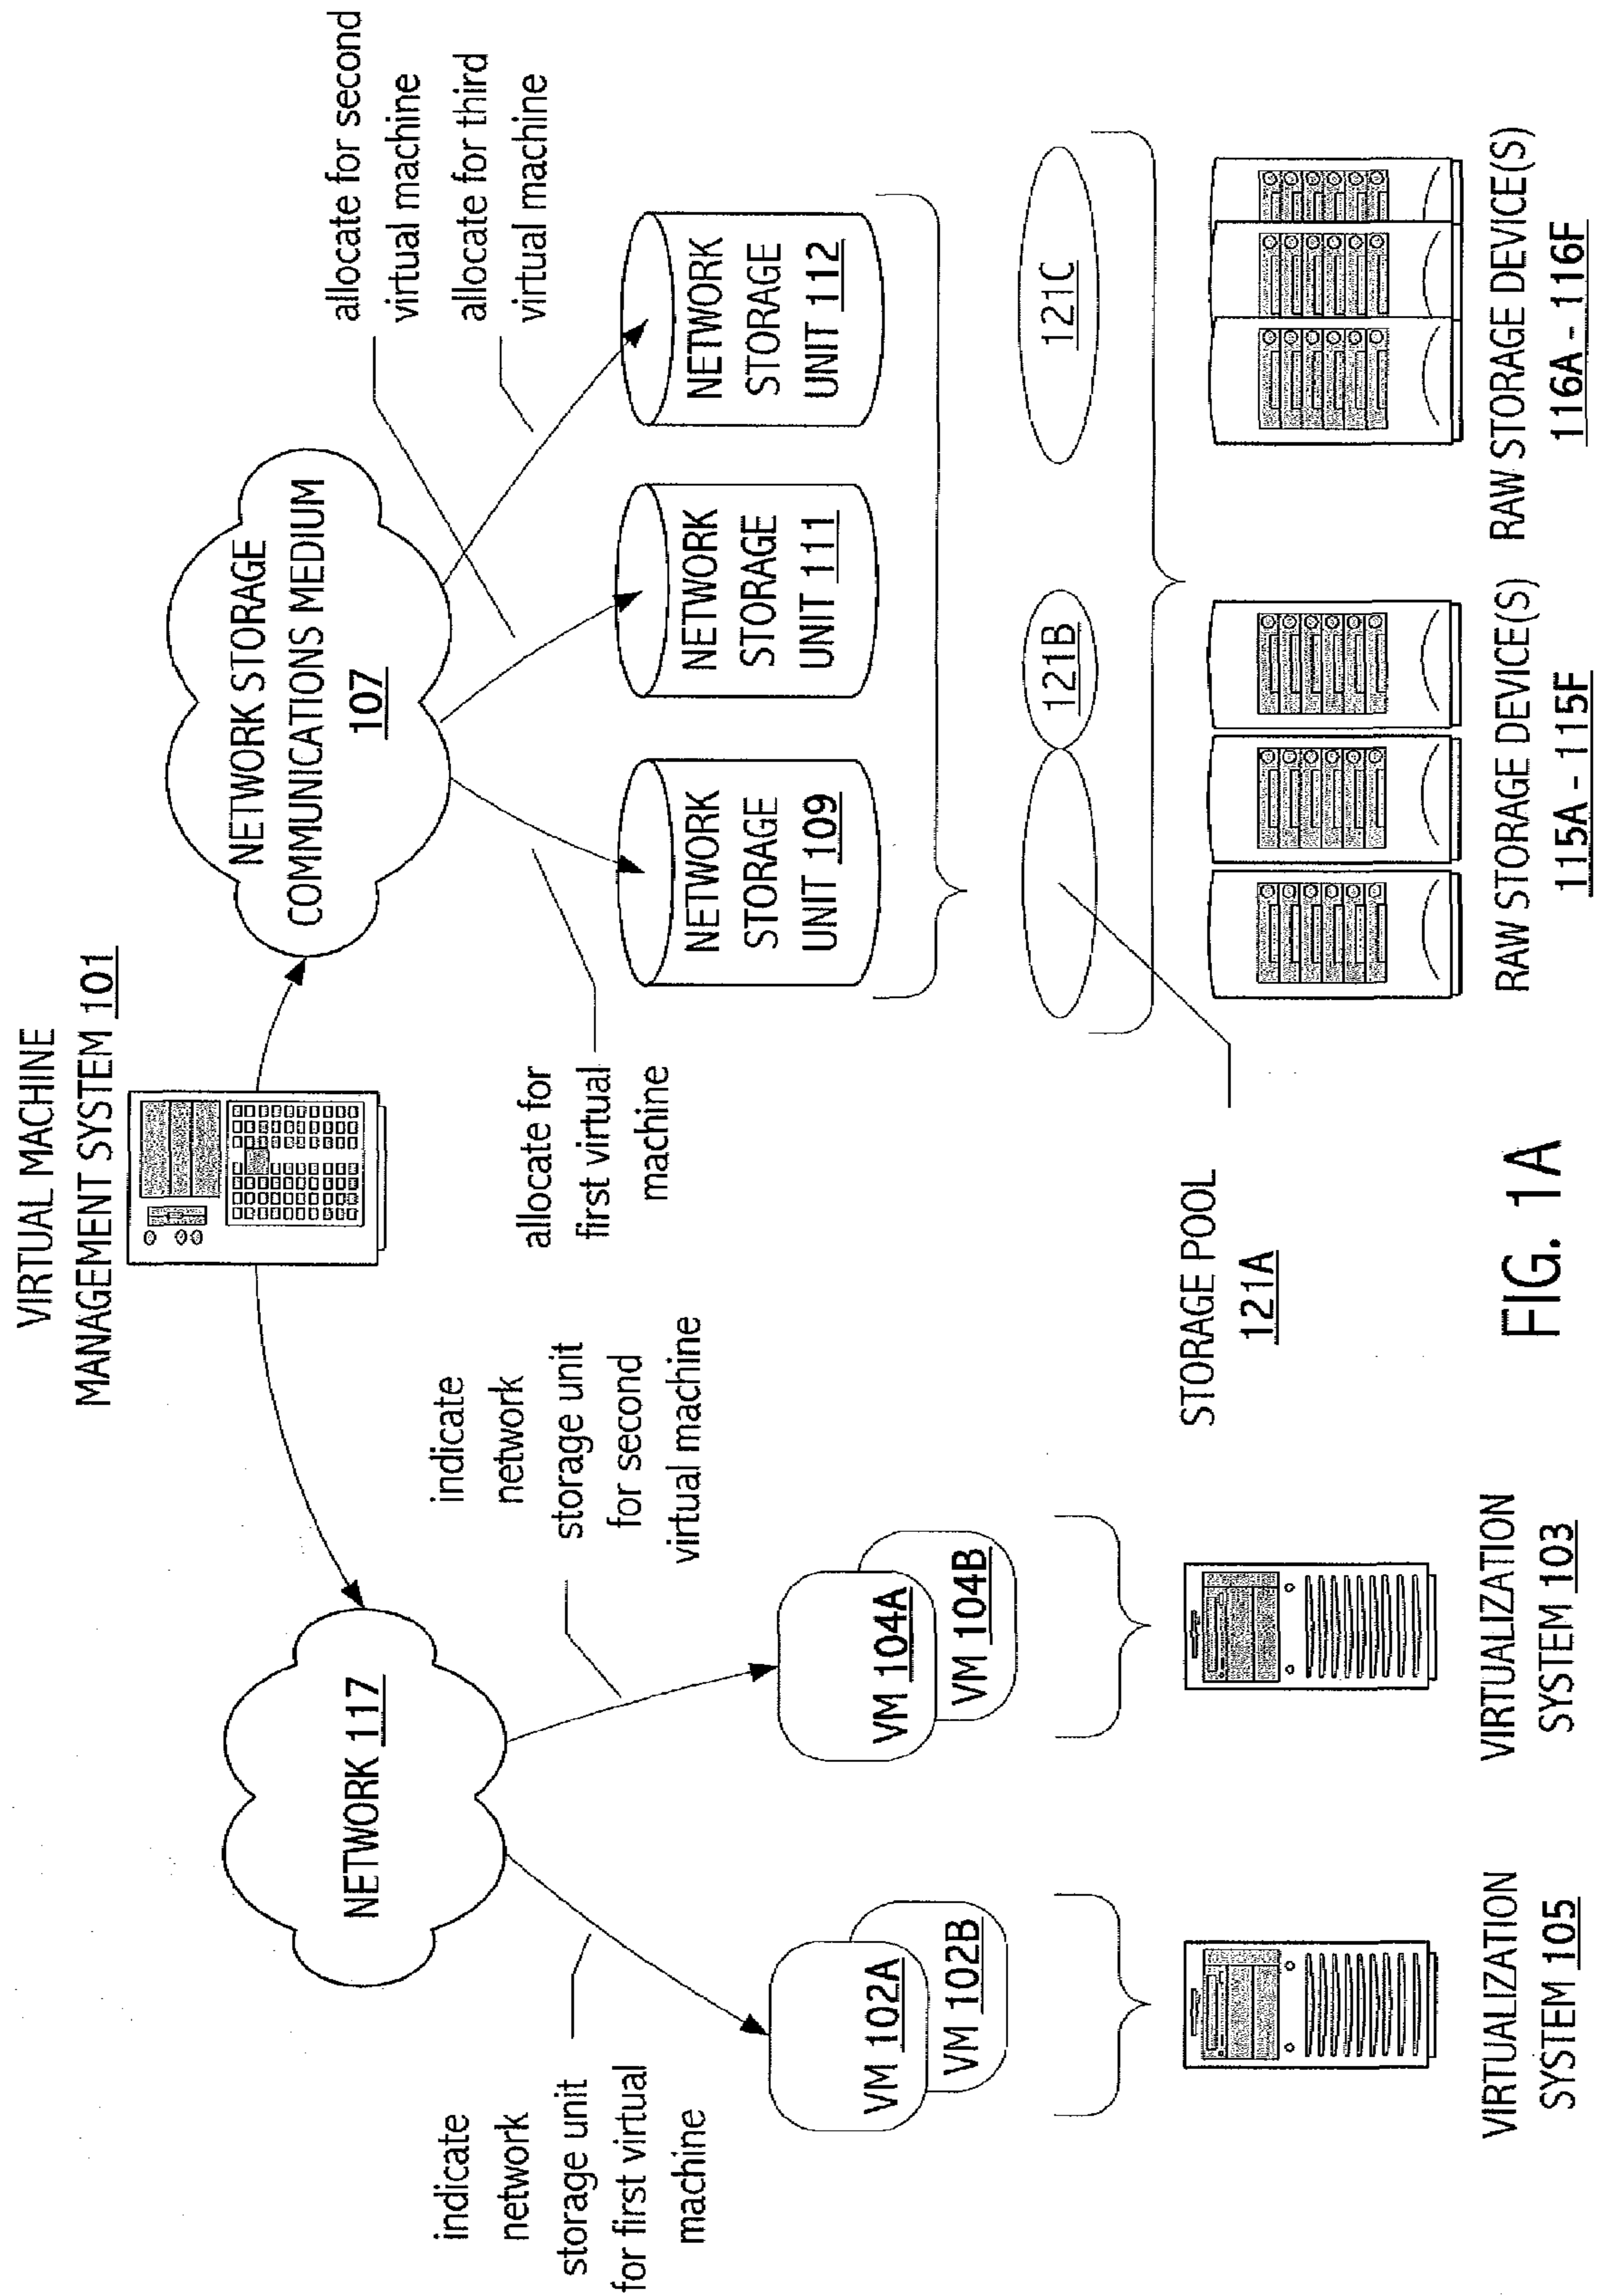 VIRTUAL MACHINE
MANAGEMENT SYSTEM 101
NETWORK 117
NETWORK STORAGE
COMMUNICATIONS MEDIUM
107
indicate
network
storage unit
for first virtual
machine
indicate
network
storage unit
for second
virtual machine
allocate for
first virtual
machine
allocate for second
virtual machine
allocate for third
virtual machine
VM 102A
VM 102B
VM 104A
VM 104B
NETWORK
STORAGE
UNIT 109
NETWORK
STORAGE
UNIT 111
NETWORK
STORAGE
UNIT 112
121B
121C
STORAGE POOL
121A
VIRTUALIZATION
SYSTEM 105
VIRTUALIZATION
SYSTEM 103
RAW STORAGE DEVICE(S)
115A - 115F
RAW STORAGE DEVICE(S)
116A - 116F
FIG. 1A